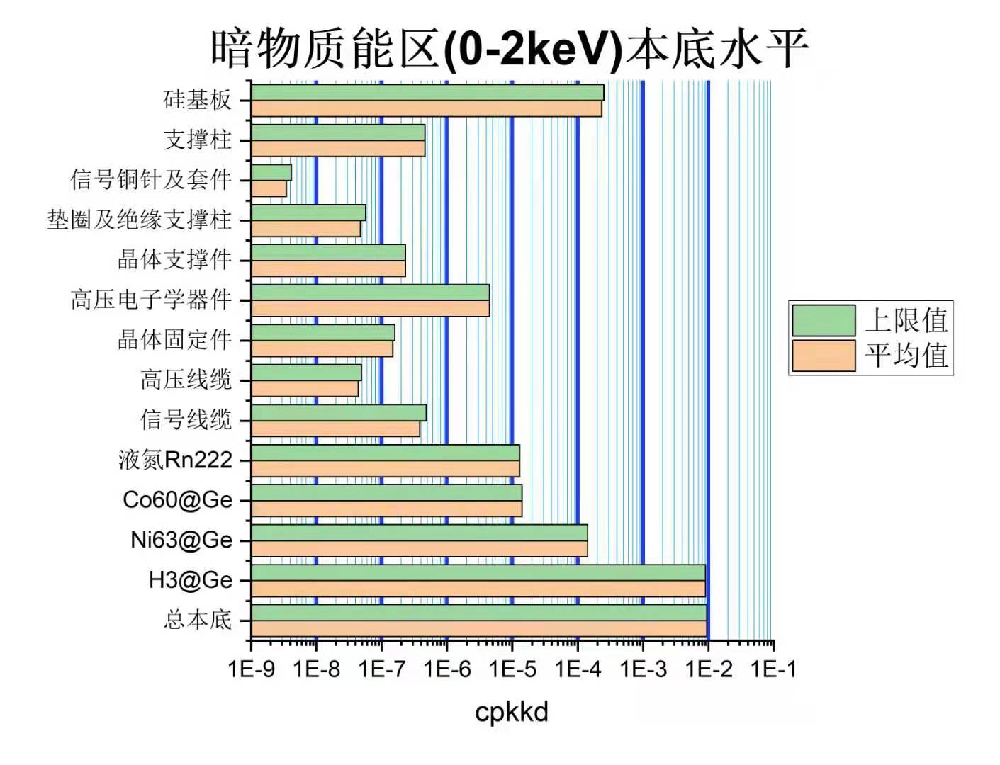 暗物质能区(0-2keV)本底水平
硅基板
支撑柱
信号铜针及套件
垫圈及绝缘支撑柱
晶体支撑件
高压电子学器件
晶体固定件
高压线缆
信号线缆
液氮Rn222
Co60@Ge
Ni63@Ge
H3@Ge
总本底
上限值
平均值
1E-9 1E-8 1E-7 1E-6 1E-5 1E-4 1E-3 1E-2 1E-1
cpkkd